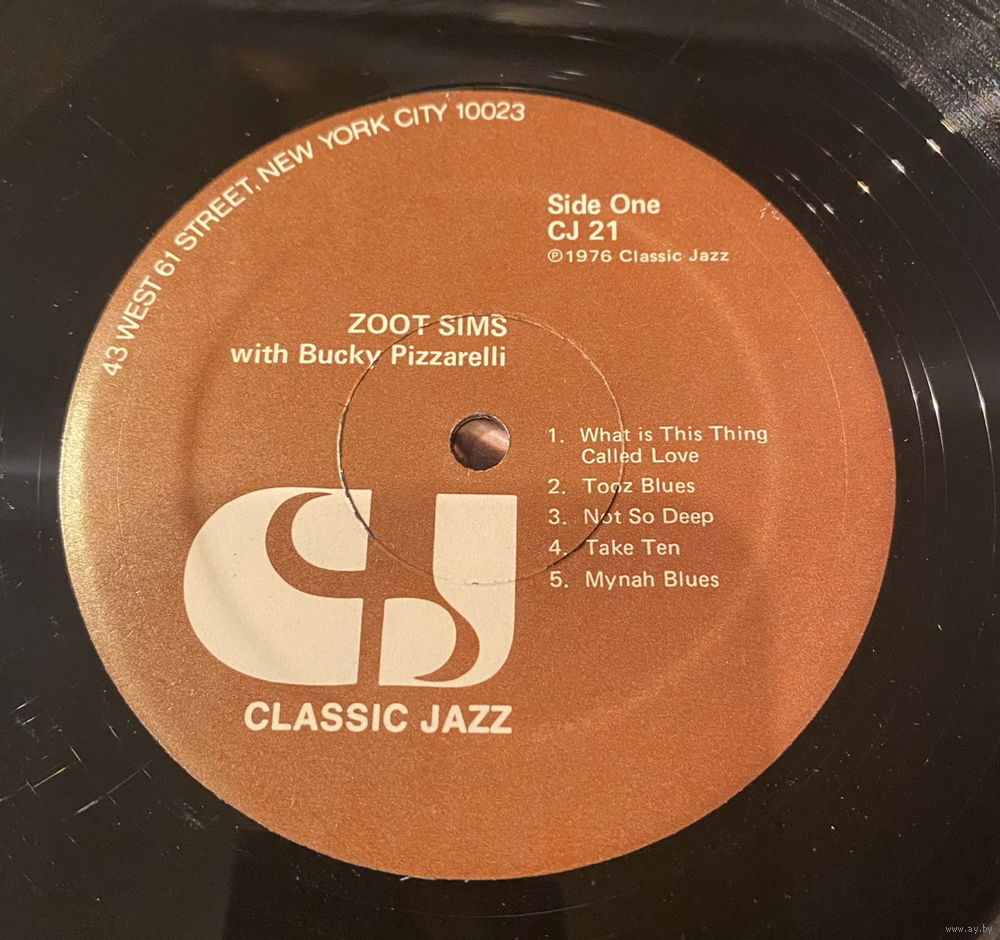 43 WEST 61 STREET, NEW YORK CITY 10023
Side One
CJ 21
℗1976 Classic Jazz
ZOOT SIMS
with Bucky Pizzarelli
1. What is This Thing
Called Love
2. Tooz Blues
3. Not So Deep
4. Take Ten
5. Mynah Blues
CJ
CLASSIC JAZZ
www.ay.by